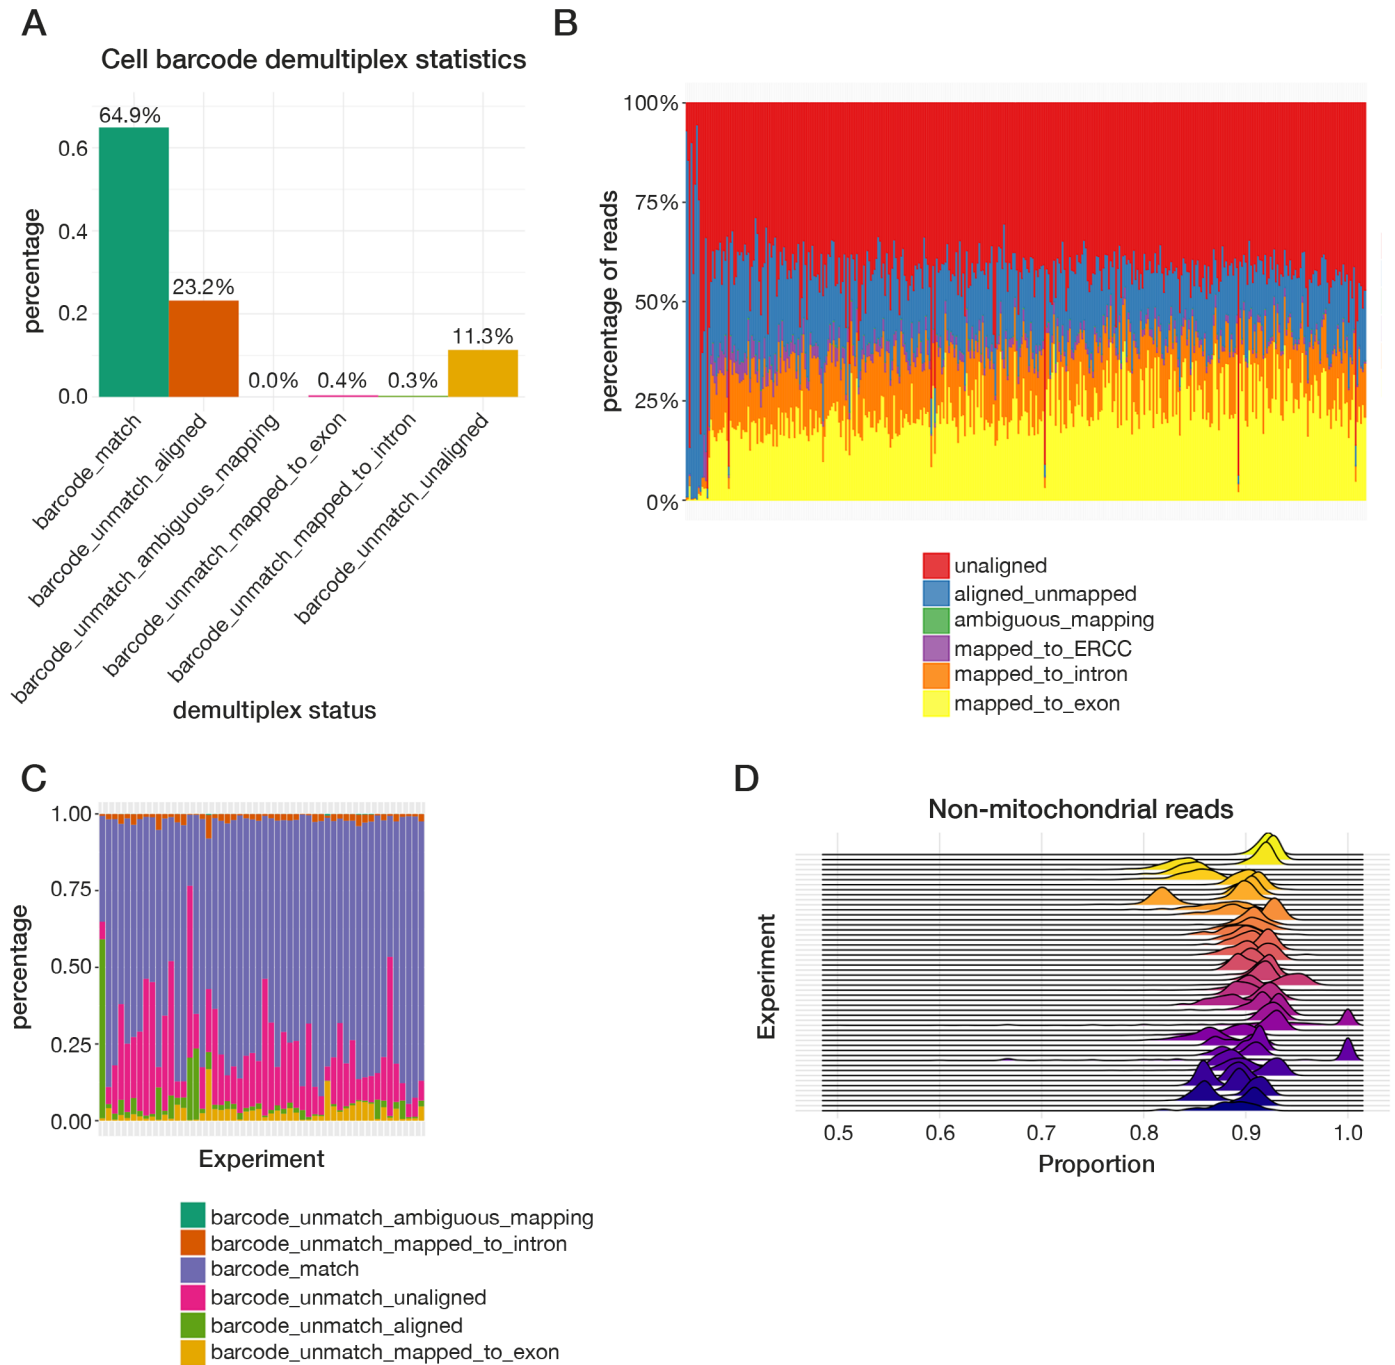 A
Cell barcode demultiplex statistics
percentage
0.6
0.4
0.2
0.0
64.9%
23.2%
0.0%
0.4%
0.3%
11.3%
barcode_match
barcode_unmatch_aligned
barcode_unmatch_ambiguous_mapping
barcode_unmatch_mapped_to_exon
barcode_unmatch_mapped_to_intron
barcode_unmatch_unaligned
demultiplex status
B
percentage of reads
100%
75%
50%
25%
0%
unaligned
aligned_unmapped
ambiguous_mapping
mapped_to_ERCC
mapped_to_intron
mapped_to_exon
C
percentage
1.00
0.75
0.50
0.25
0.00
Experiment
barcode_unmatch_ambiguous_mapping
barcode_unmatch_mapped_to_intron
barcode_match
barcode_unmatch_unaligned
barcode_unmatch_aligned
barcode_unmatch_mapped_to_exon
D
Non-mitochondrial reads
Experiment
0.5
0.6
0.7
0.8
0.9
1.0
Proportion